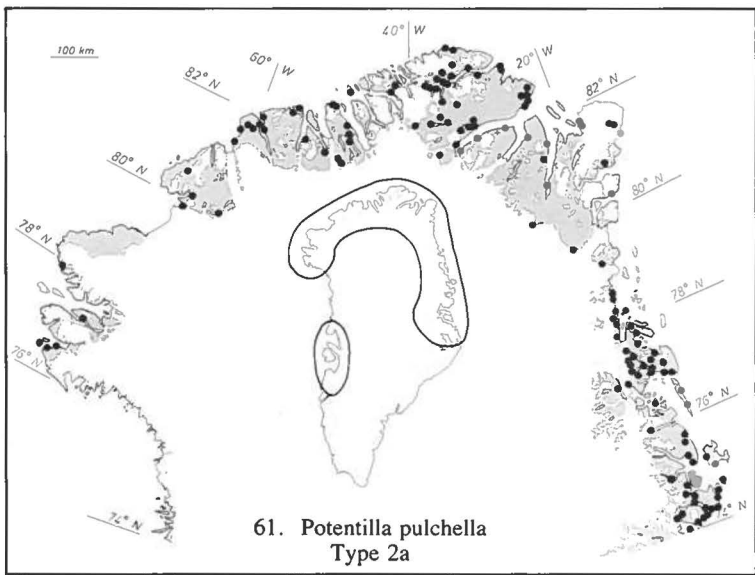 100 km
40° W
60° W
20° W
82° N
82° N
80° N
80° N
78° N
78° N
76° N
76° N
74° N
61. Potentilla pulchella
Type 2a